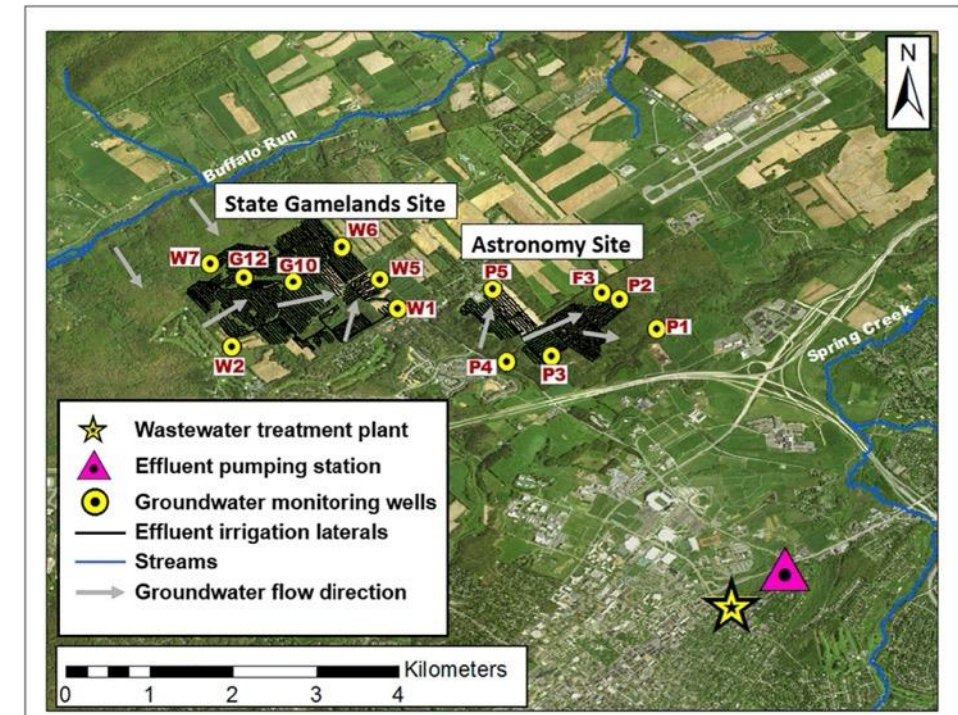 N
Buffalo Run
State Gamelands Site
W6
Astronomy Site
W7
G12
G10
W5
P5
F3
P2
W1
P1
W2
P4
P3
Spring Creek
Wastewater treatment plant
Effluent pumping station
Groundwater monitoring wells
Effluent irrigation laterals
Streams
Groundwater flow direction
Kilometers
0 1 2 3 4